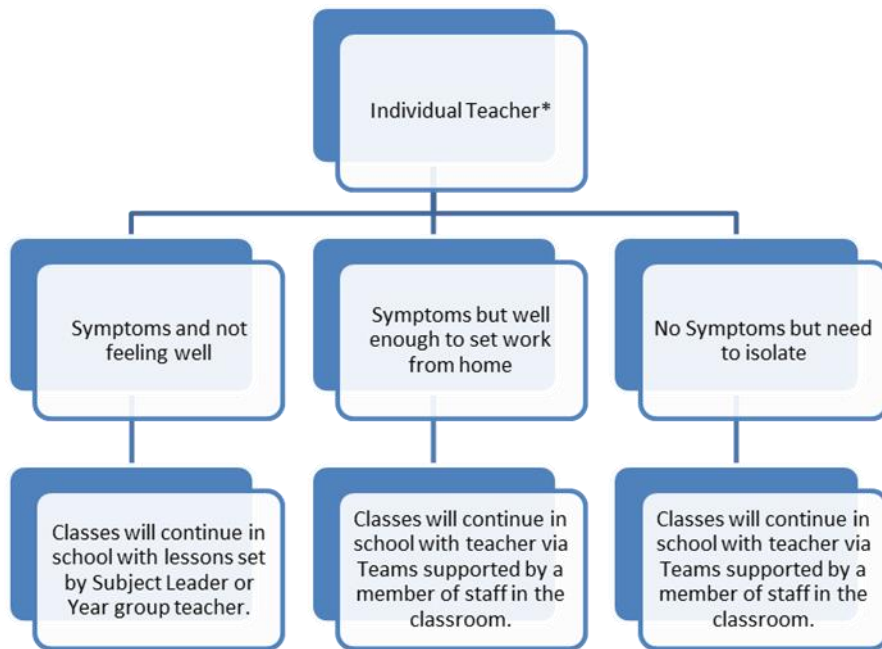 Individual Teacher*
Symptoms and not
feeling well
Symptoms but well
enough to set work
from home
No Symptoms but need
to isolate
Classes will continue in
school with lessons set
by Subject Leader or
Year group teacher.
Classes will continue in
school with teacher via
Teams supported by a
member of staff in the
classroom.
Classes will continue in
school with teacher via
Teams supported by a
member of staff in the
classroom.